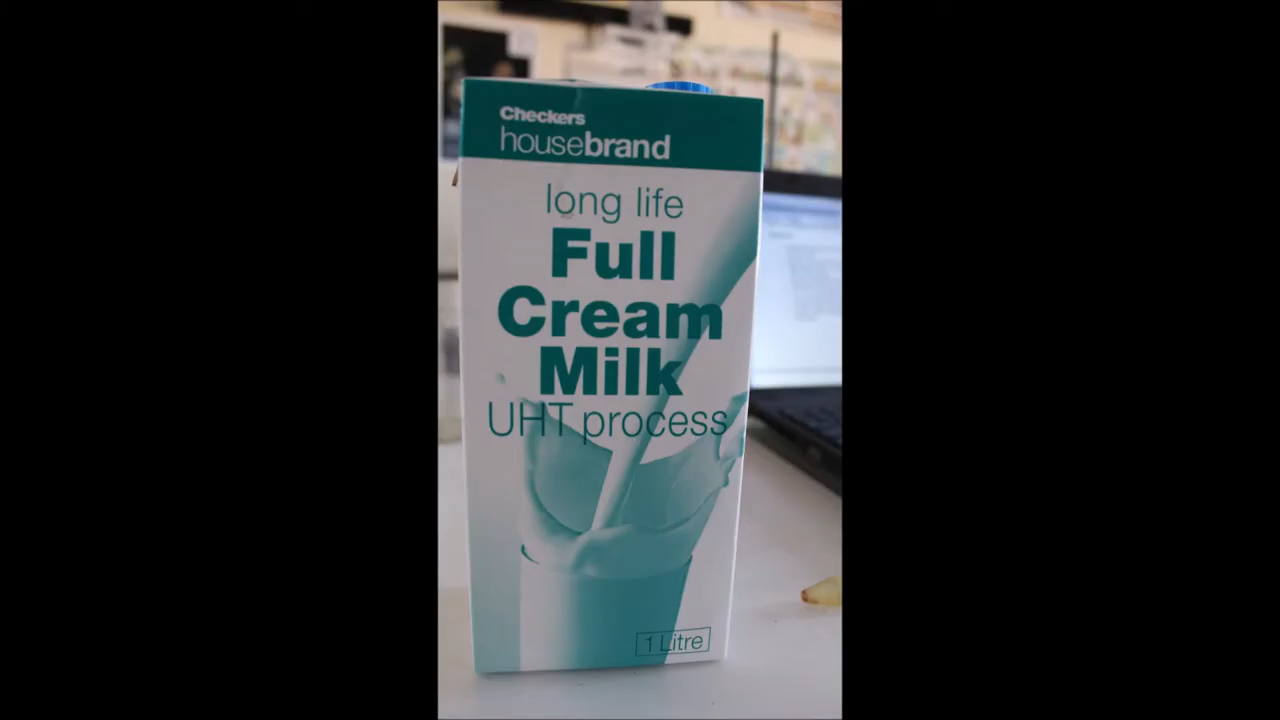 Checkers
housebrand
long life
Full
Cream
Milk
UHT process
1 Litre